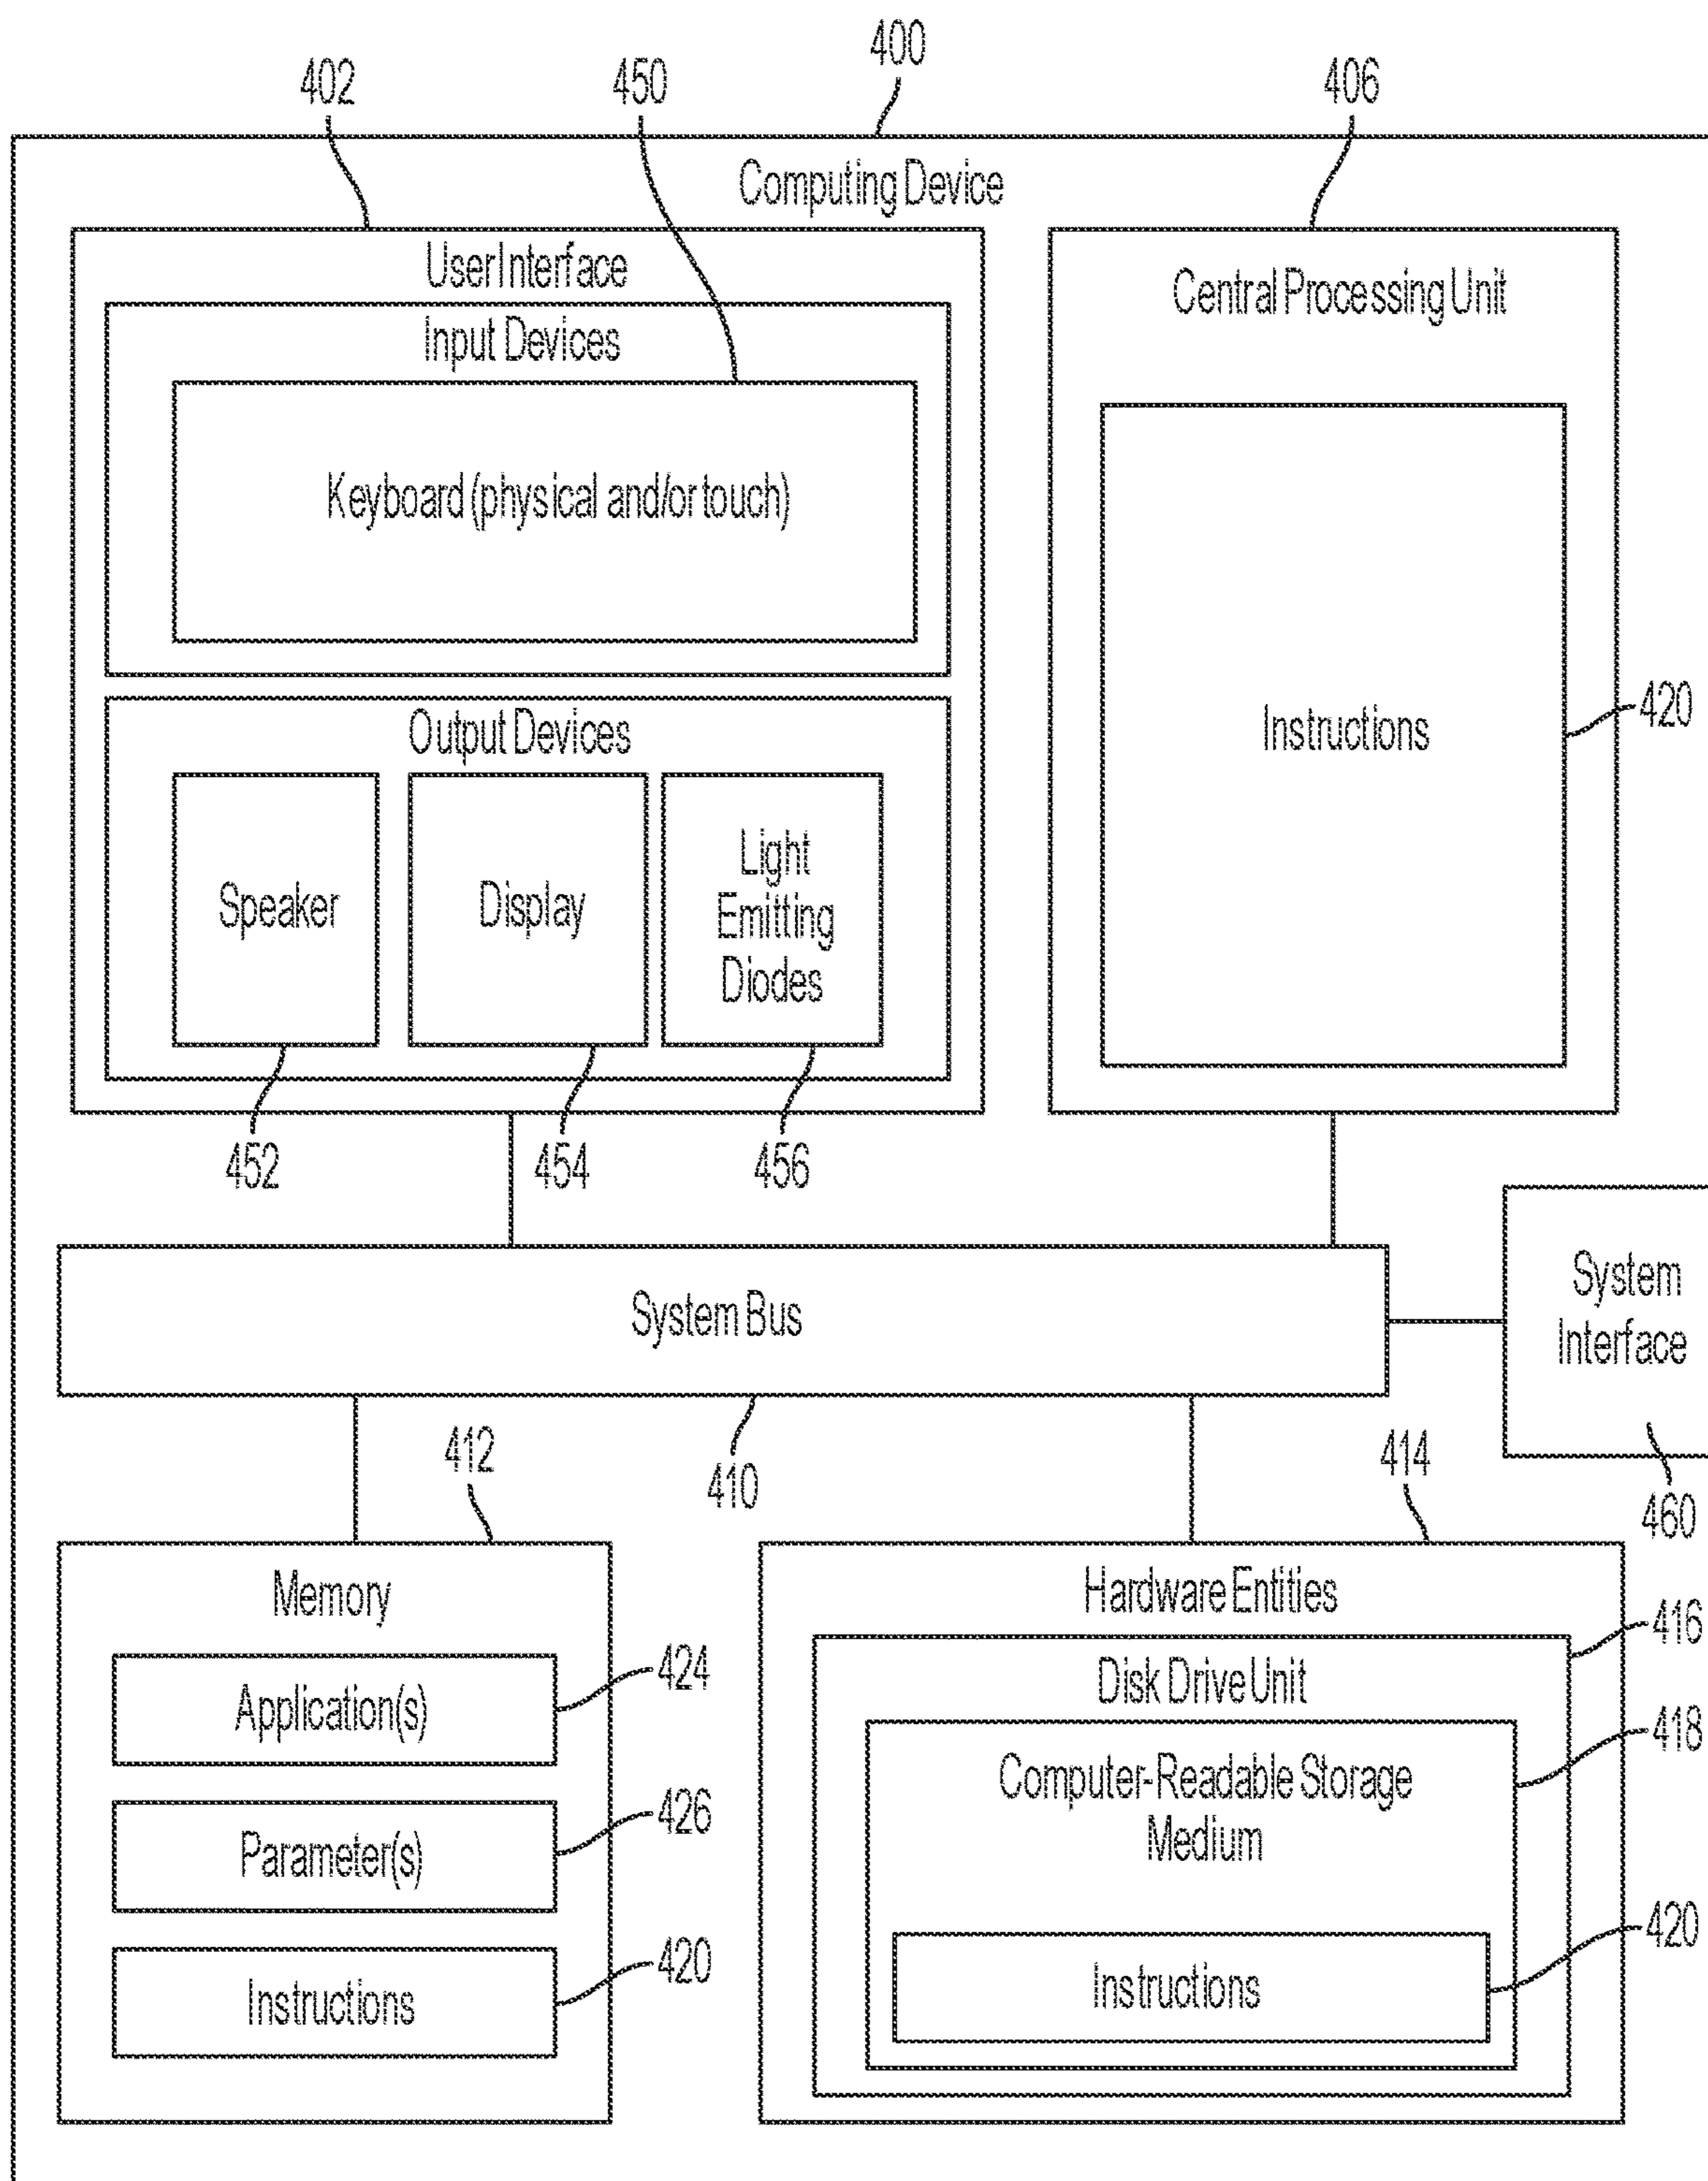 400
402
450
406
Computing Device
User Interface
Input Devices
Keyboard (physical and/or touch)
Output Devices
Speaker
Display
Light
Emitting
Diodes
452
454
456
Central Processing Unit
Instructions
420
System Bus
410
System
Interface
460
412
Memory
Application(s)
424
Parameter(s)
426
Instructions
420
414
Hardware Entities
416
Disk Drive Unit
418
Computer-Readable Storage
Medium
Instructions
420